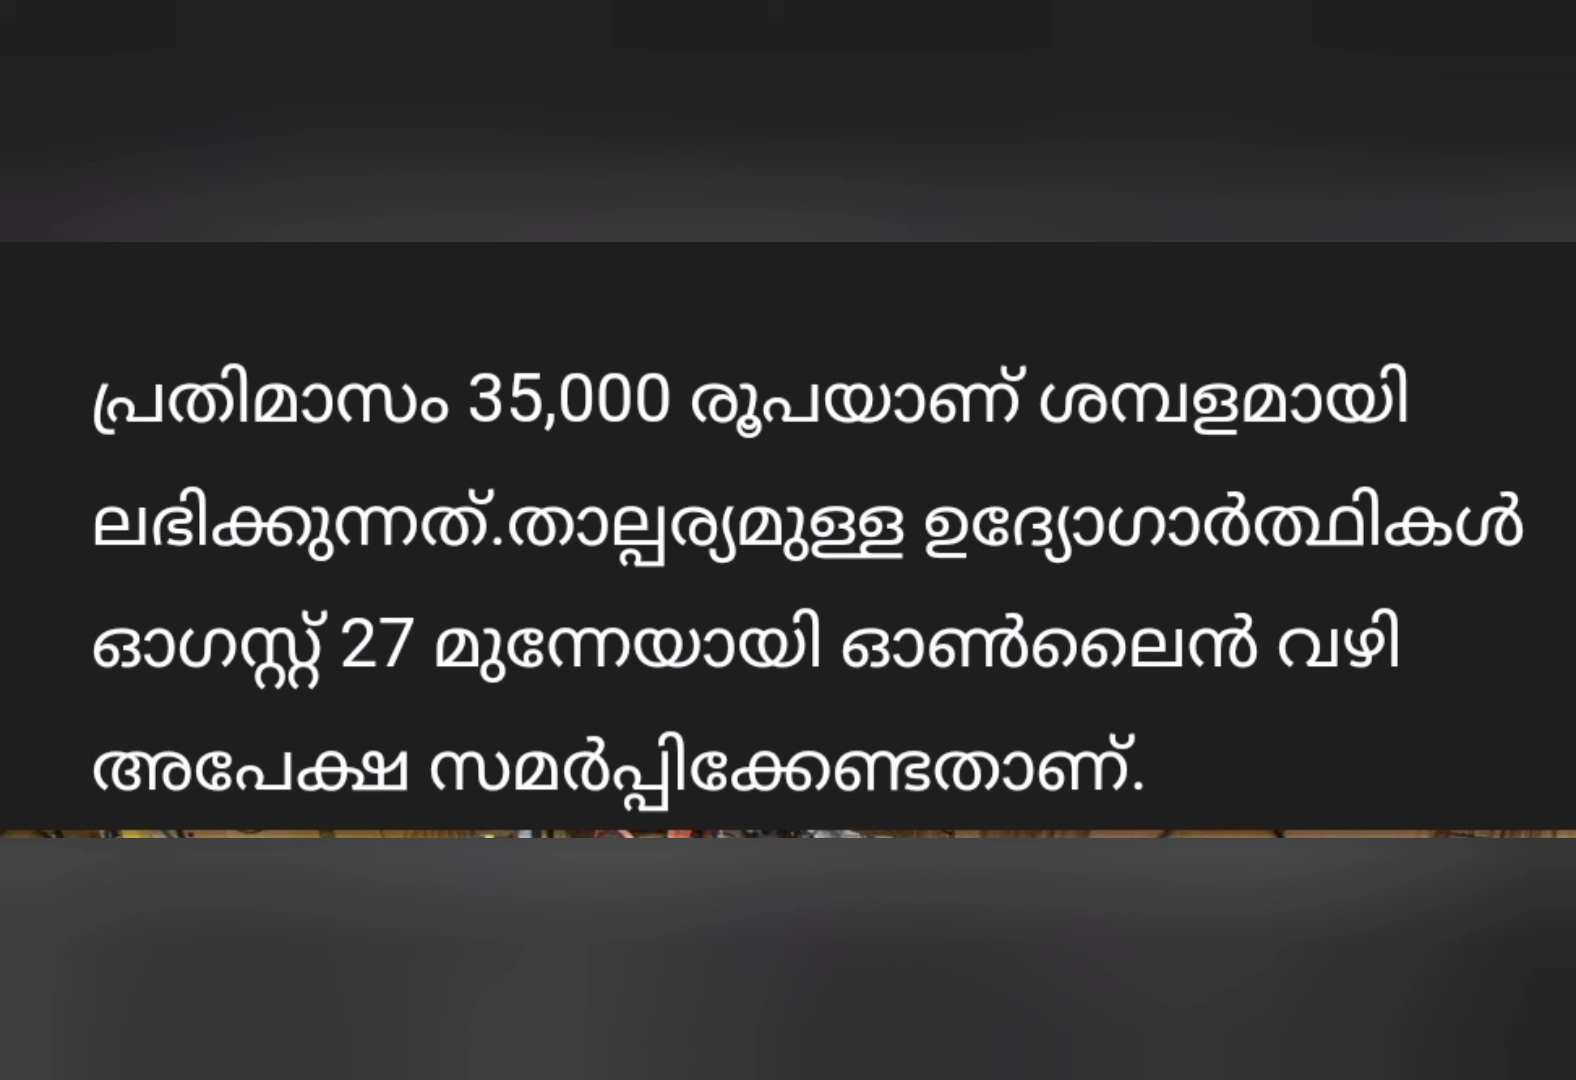 പ്രതിമാസം 35,000 രൂപയാണ് ശമ്പളമായി
ലഭിക്കുന്നത്.താല്പര്യമുള്ള ഉദ്യോഗാർത്ഥികൾ
ഓഗസ്റ്റ് 27 മുന്നേയായി ഓൺലൈൻ വഴി
അപേക്ഷ സമർപ്പിക്കേണ്ടതാണ്.